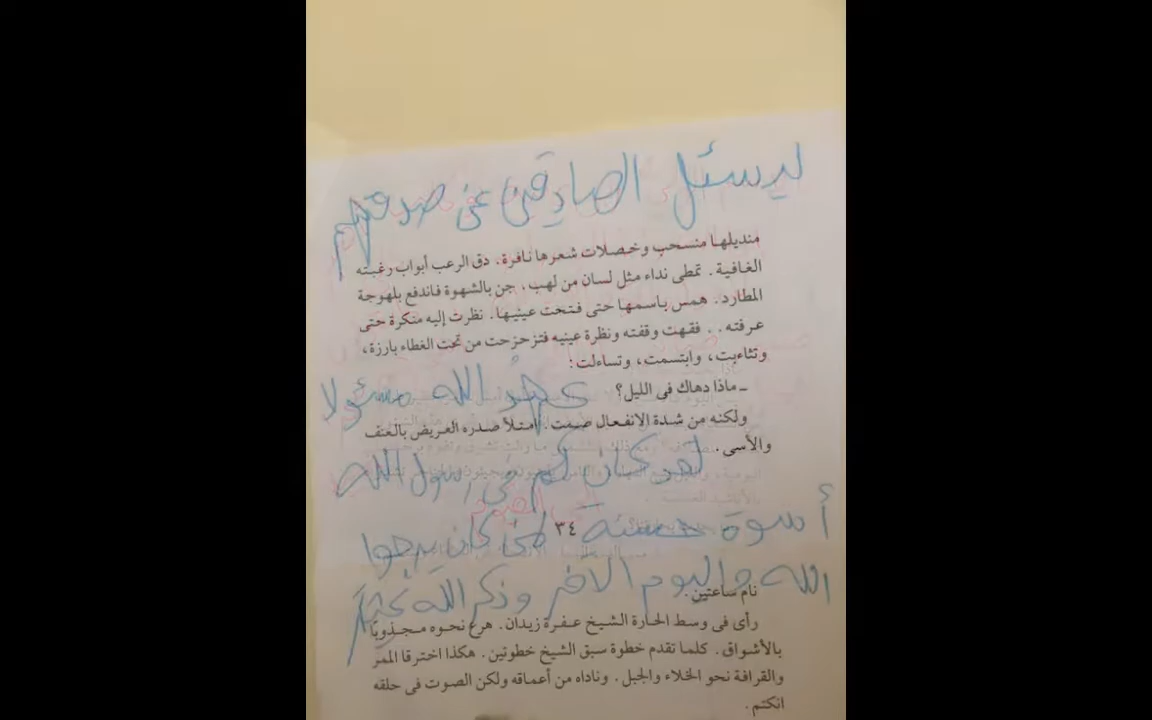 ليسئل الصادقين عن صدقهم
منديلها منسحب وخصلات شعرها نافرة. دق الرعب أبواب رغبته
الغافية. تمطى نداء مثل لسان من لهب. جن بالشهوة فاندفع بلهوجة
المطارد. همس باسمها حتى فتحت عينيها. نظرت إليه منكرة حتى
عرفته.. فقهت وقفته ونظرة عينيه فتزحزحت من تحت الغطاء بارزة،
وتثاءبت، وابتسمت، وتساءلت:
ــ ماذا دهاك فى الليل؟
عهد الله مسئولا
ولكنه من شدة الانفعال صمت. امتلأ صدره العريض بالعنف
والأسى.
لقد كان لكم في رسول الله
أسوة حسنة لمن كان يرجوا
٣٤
الله واليوم الآخر وذكر الله كثيراً
نام ساعتين.
رأى فى وسط الحارة الشيخ عفرة زيدان. هرع نحوه مجذوبًا
بالأشواق. كلما تقدم خطوة سبق الشيخ خطوتين. هكذا اخترقا الممر
والقرافة نحو الخلاء والجبل. وناداه من أعماقه ولكن الصوت فى حلقه
انكتم.